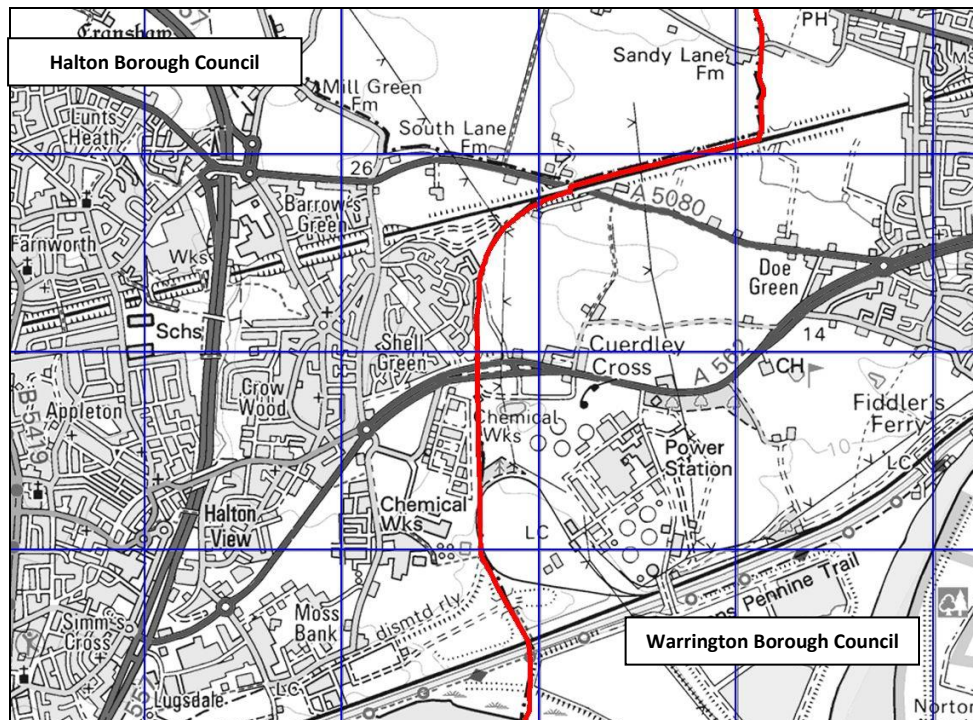 57
Cranshaw
PH
Halton Borough Council
Sandy Lane
Fm
Mill Green
Fm
Lunts
Heath
South Lane
Fm
26
Barrow's
Green
A 5080
Farnworth
Wks
Doe
Green
Schs
14
Shell
Green
Cuerdley
Cross
A 562
CH
Crow
Wood
Appleton
Chemical
Wks
Fiddler's
Ferry
10
LC
Power
Station
Halton
View
Chemical
Wks
LC
Simm's
Cross
Moss
Bank
dismtd rly
Pennine Trail
Warrington Borough Council
LC
Lugsdale
Norton